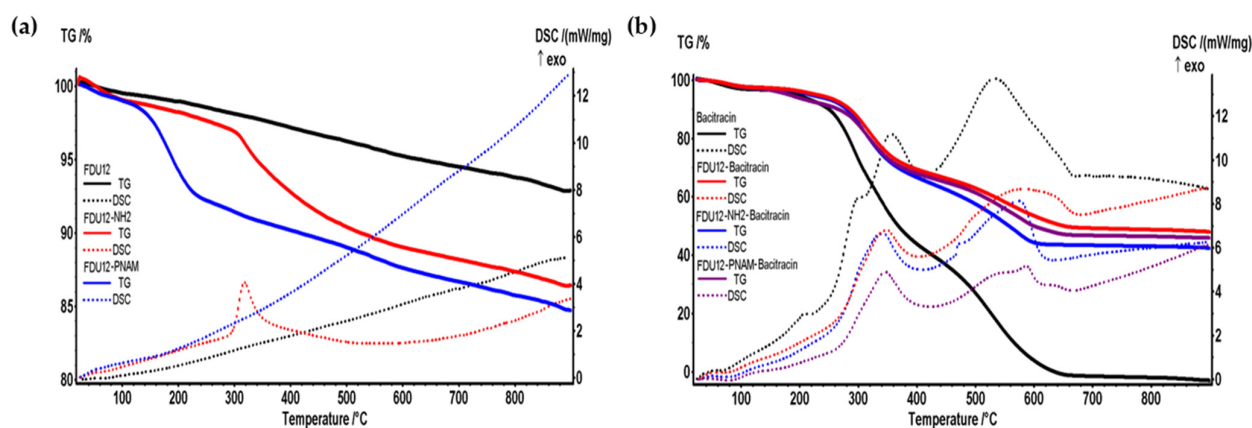 (a)
TG /%
DSC /(mW/mg)
↑ exo
100
95
90
85
80
12
10
8
6
4
2
0
FDU12
TG
DSC
FDU12-NH2
TG
DSC
FDU12-PNAM
TG
DSC
100 200 300 400 500 600 700 800
Temperature /°C
(b)
TG /%
DSC /(mW/mg)
↑ exo
100
80
60
40
20
0
12
10
8
6
4
2
0
Bacitracin
TG
DSC
FDU12-Bacitracin
TG
DSC
FDU12-NH2-Bacitracin
TG
DSC
FDU12-PNAM-Bacitracin
TG
DSC
100 200 300 400 500 600 700 800
Temperature /°C